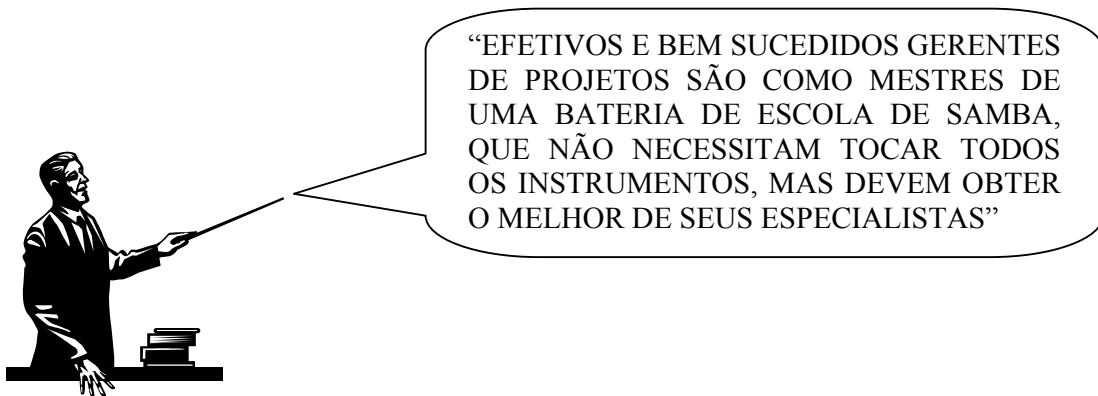 “EFETIVOS E BEM SUCEDIDOS GERENTES
DE PROJETOS SÃO COMO MESTRES DE
UMA BATERIA DE ESCOLA DE SAMBA,
QUE NÃO NECESSITAM TOCAR TODOS
OS INSTRUMENTOS, MAS DEVEM OBTER
O MELHOR DE SEUS ESPECIALISTAS”